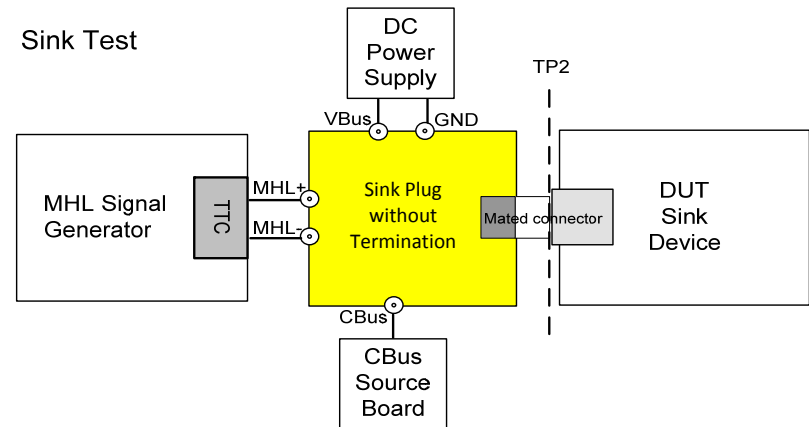 Sink Test
DC
Power
Supply
TP2
VBus
GND
MHL Signal
Generator
TTC
MHL+
MHL-
Sink Plug
without
Termination
Mated connector
DUT
Sink
Device
CBus
CBus
Source
Board